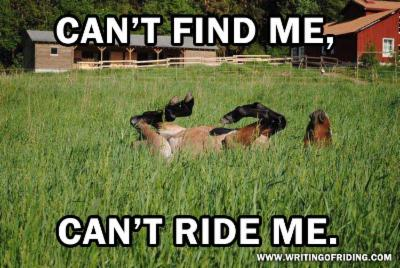 CAN'T FIND ME,
CAN'T RIDE ME.
WWW.WRITINGOFRIDING.COM